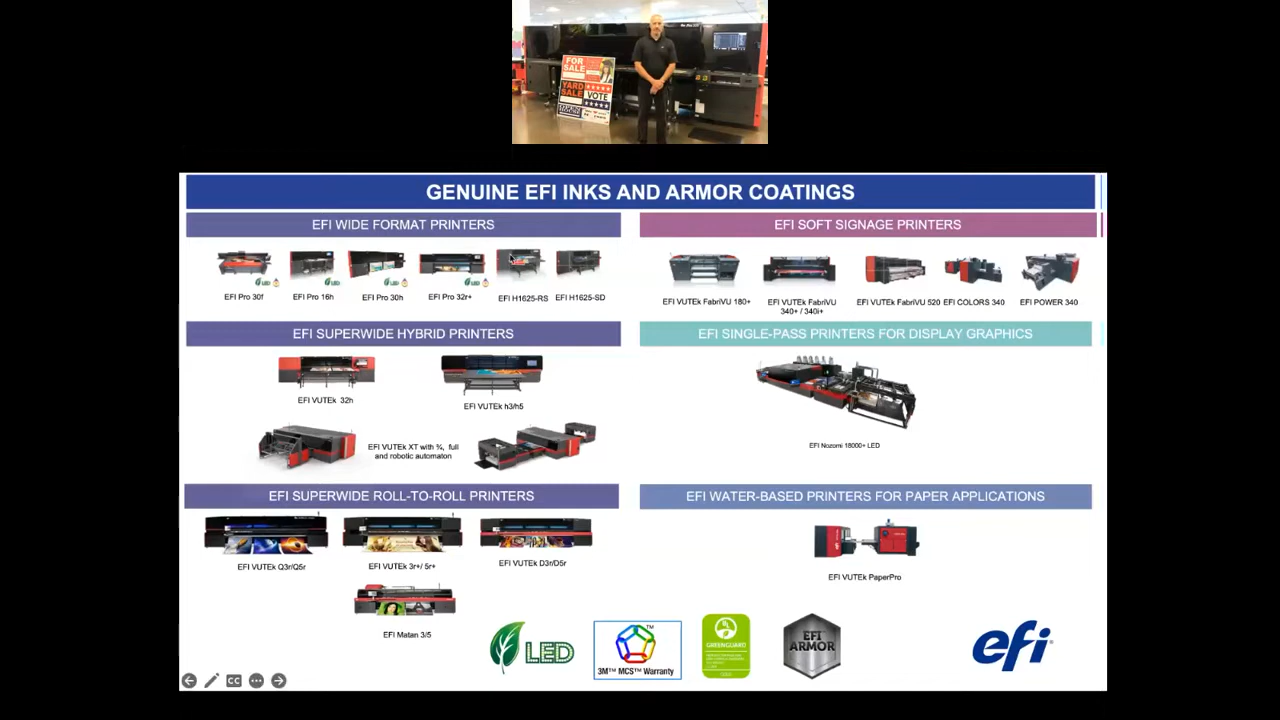 FOR
SALE
YARD
SALE
VOTE
GENUINE EFI INKS AND ARMOR COATINGS
EFI WIDE FORMAT PRINTERS
EFI SOFT SIGNAGE PRINTERS
EFI Pro 30f
EFI Pro 16h
EFI Pro 30h
EFI Pro 32r+
EFI H1625-RS
EFI H1625-SD
EFI VUTEk FabriVU 180+
EFI VUTEk FabriVU
340+ / 340i+
EFI VUTEk FabriVU 520
EFI COLORS 340
EFI POWER 340
EFI SUPERWIDE HYBRID PRINTERS
EFI SINGLE-PASS PRINTERS FOR DISPLAY GRAPHICS
EFI VUTEk 32h
EFI VUTEk h3/h5
EFI VUTEk XT with ¾, full
and robotic automaton
EFI Nozomi 18000+ LED
EFI SUPERWIDE ROLL-TO-ROLL PRINTERS
EFI WATER-BASED PRINTERS FOR PAPER APPLICATIONS
EFI VUTEk Q3r/Q5r
EFI VUTEk 3r+/ 5r+
EFI VUTEk D3r/D5r
EFI VUTEk PaperPro
EFI Matan 3/5
LED
3M™ MCS™ Warranty
GREENGUARD
EFI
ARMOR
efi
CC